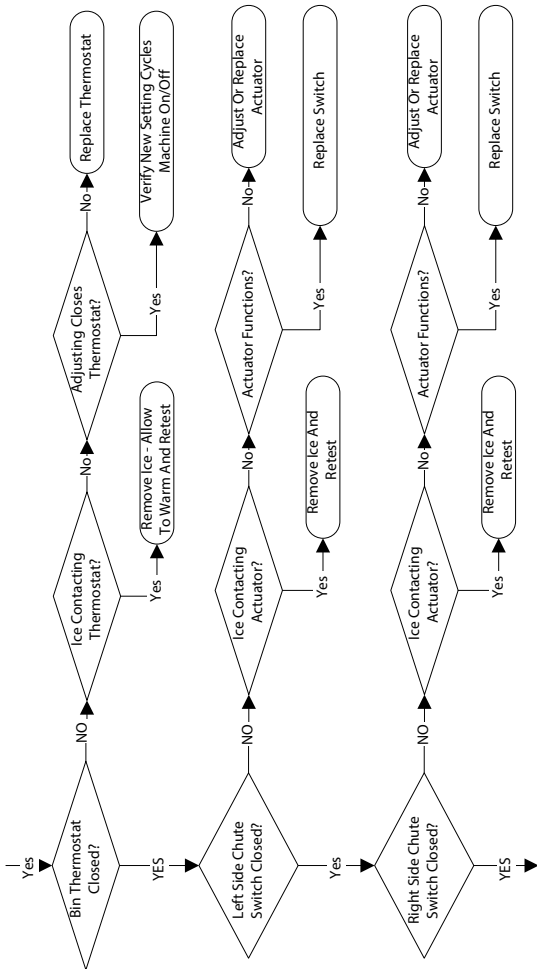 Yes
Bin Thermostat
Closed?
NO
Ice Contacting
Thermostat?
No
Adjusting Closes
Thermostat?
No
Replace Thermostat
Yes
Verify New Setting Cycles
Machine On/Off
Yes
Remove Ice - Allow
To Warm And Retest
YES
Left Side Chute
Switch Closed?
NO
Ice Contacting
Actuator?
No
Actuator Functions?
No
Adjust Or Replace
Actuator
Yes
Replace Switch
Yes
Remove Ice And
Retest
Yes
Right Side Chute
Switch Closed?
NO
Ice Contacting
Actuator?
No
Actuator Functions?
No
Adjust Or Replace
Actuator
Yes
Replace Switch
Yes
Remove Ice And
Retest
YES